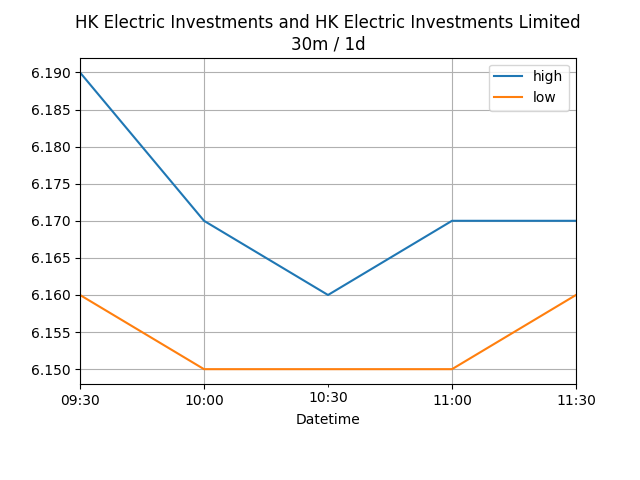 HK Electric Investments and HK Electric Investments Limited
30m / 1d
high
low
6.190
6.185
6.180
6.175
6.170
6.165
6.160
6.155
6.150
09:30
10:00
10:30
11:00
11:30
Datetime